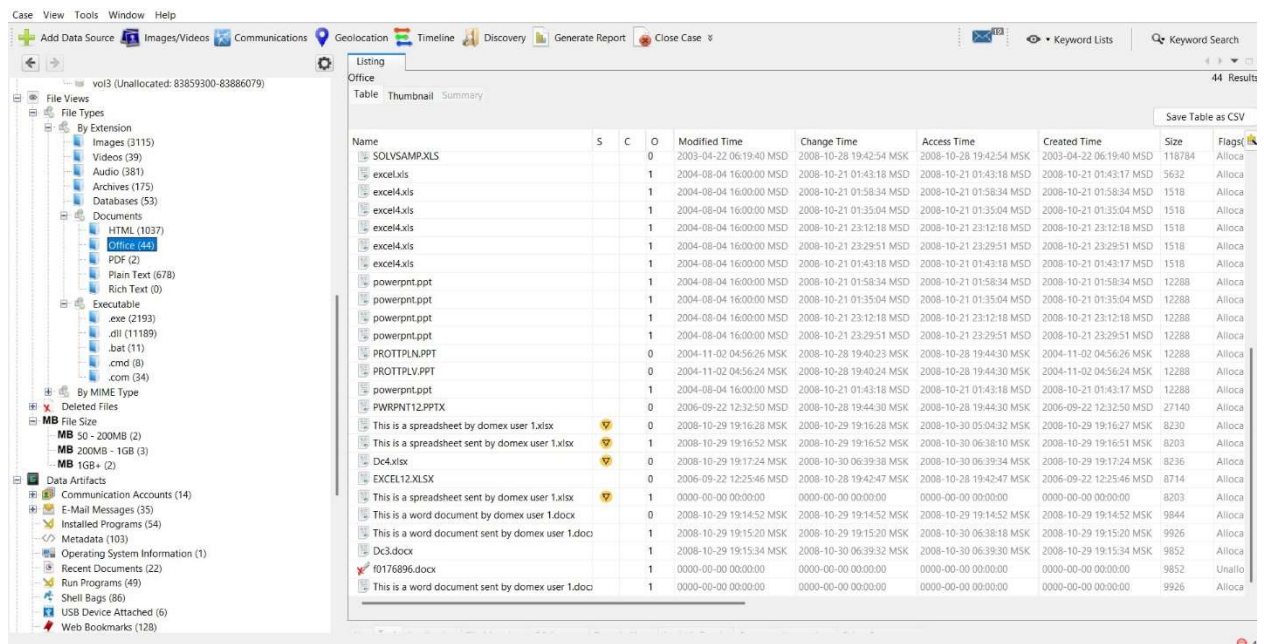 Case View Tools Window Help
Add Data Source Images/Videos Communications Geolocation Timeline Discovery Generate Report Close Case Keyword Lists Keyword Search
vol3 (Unallocated: 83859300-83886079)
File Views
File Types
By Extension
Images (3115)
Videos (39)
Audio (381)
Archives (175)
Databases (53)
Documents
HTML (1037)
Office (44)
PDF (2)
Plain Text (678)
Rich Text (0)
Executable
.exe (2193)
.dll (11189)
.bat (11)
.cmd (8)
.com (34)
By MIME Type
Deleted Files
MB File Size
MB 50 - 200MB (2)
MB 200MB - 1GB (3)
MB 1GB+ (2)
Data Artifacts
Communication Accounts (14)
E-Mail Messages (35)
Installed Programs (54)
Metadata (103)
Operating System Information (1)
Recent Documents (22)
Run Programs (49)
Shell Bags (86)
USB Device Attached (6)
Web Bookmarks (128)
Listing
Office 44 Results
Table Thumbnail Summary
Save Table as CSV
Name S C O Modified Time Change Time Access Time Created Time Size Flags(
SOLVSAMP.XLS 0 2003-04-22 06:19:40 MSD 2008-10-28 19:42:54 MSK 2008-10-28 19:42:54 MSK 2003-04-22 06:19:40 MSD 118784 Alloca
excel.xls 1 2004-08-04 16:00:00 MSD 2008-10-21 01:43:18 MSD 2008-10-21 01:43:18 MSD 2008-10-21 01:43:17 MSD 5632 Alloca
excel4.xls 1 2004-08-04 16:00:00 MSD 2008-10-21 01:58:34 MSD 2008-10-21 01:58:34 MSD 2008-10-21 01:58:34 MSD 1518 Alloca
excel4.xls 1 2004-08-04 16:00:00 MSD 2008-10-21 01:35:04 MSD 2008-10-21 01:35:04 MSD 2008-10-21 01:35:04 MSD 1518 Alloca
excel4.xls 1 2004-08-04 16:00:00 MSD 2008-10-21 23:12:18 MSD 2008-10-21 23:12:18 MSD 2008-10-21 23:12:18 MSD 1518 Alloca
excel4.xls 1 2004-08-04 16:00:00 MSD 2008-10-21 23:29:51 MSD 2008-10-21 23:29:51 MSD 2008-10-21 23:29:51 MSD 1518 Alloca
excel4.xls 1 2004-08-04 16:00:00 MSD 2008-10-21 01:43:18 MSD 2008-10-21 01:43:18 MSD 2008-10-21 01:43:17 MSD 1518 Alloca
powerpnt.ppt 1 2004-08-04 16:00:00 MSD 2008-10-21 01:58:34 MSD 2008-10-21 01:58:34 MSD 2008-10-21 01:58:34 MSD 12288 Alloca
powerpnt.ppt 1 2004-08-04 16:00:00 MSD 2008-10-21 01:35:04 MSD 2008-10-21 01:35:04 MSD 2008-10-21 01:35:04 MSD 12288 Alloca
powerpnt.ppt 1 2004-08-04 16:00:00 MSD 2008-10-21 23:12:18 MSD 2008-10-21 23:12:18 MSD 2008-10-21 23:12:18 MSD 12288 Alloca
powerpnt.ppt 1 2004-08-04 16:00:00 MSD 2008-10-21 23:29:51 MSD 2008-10-21 23:29:51 MSD 2008-10-21 23:29:51 MSD 12288 Alloca
PROTTPLN.PPT 0 2004-11-02 04:56:26 MSK 2008-10-28 19:40:23 MSK 2008-10-28 19:44:30 MSK 2004-11-02 04:56:26 MSK 12288 Alloca
PROTTPLV.PPT 0 2004-11-02 04:56:24 MSK 2008-10-28 19:40:24 MSK 2008-10-28 19:44:30 MSK 2004-11-02 04:56:24 MSK 12288 Alloca
powerpnt.ppt 1 2004-08-04 16:00:00 MSD 2008-10-21 01:43:18 MSD 2008-10-21 01:43:18 MSD 2008-10-21 01:43:17 MSD 12288 Alloca
PWRPNT12.PPTX 0 2006-09-22 12:32:50 MSD 2008-10-28 19:44:30 MSK 2008-10-28 19:44:30 MSK 2006-09-22 12:32:50 MSD 27140 Alloca
This is a spreadsheet by domex user 1.xlsx 0 2008-10-29 19:16:28 MSK 2008-10-29 19:16:28 MSK 2008-10-30 05:04:32 MSK 2008-10-29 19:16:27 MSK 8230 Alloca
This is a spreadsheet sent by domex user 1.xlsx 1 2008-10-29 19:16:52 MSK 2008-10-29 19:16:52 MSK 2008-10-30 06:38:10 MSK 2008-10-29 19:16:51 MSK 8203 Alloca
Dc4.xlsx 0 2008-10-29 19:17:24 MSK 2008-10-30 06:39:38 MSK 2008-10-30 06:39:34 MSK 2008-10-29 19:17:24 MSK 8236 Alloca
EXCEL12.XLSX 0 2006-09-22 12:25:46 MSD 2008-10-28 19:42:47 MSK 2008-10-28 19:42:47 MSK 2006-09-22 12:25:46 MSD 8714 Alloca
This is a spreadsheet sent by domex user 1.xlsx 1 0000-00-00 00:00:00 0000-00-00 00:00:00 0000-00-00 00:00:00 0000-00-00 00:00:00 8203 Alloca
This is a word document by domex user 1.docx 0 2008-10-29 19:14:52 MSK 2008-10-29 19:14:52 MSK 2008-10-29 19:14:52 MSK 2008-10-29 19:14:52 MSK 9844 Alloca
This is a word document sent by domex user 1.doc 1 2008-10-29 19:15:20 MSK 2008-10-29 19:15:20 MSK 2008-10-30 06:38:18 MSK 2008-10-29 19:15:20 MSK 9926 Alloca
Dc3.docx 1 2008-10-29 19:15:34 MSK 2008-10-30 06:39:32 MSK 2008-10-30 06:39:30 MSK 2008-10-29 19:15:34 MSK 9852 Alloca
f0176896.docx 1 0000-00-00 00:00:00 0000-00-00 00:00:00 0000-00-00 00:00:00 0000-00-00 00:00:00 9852 Unallo
This is a word document sent by domex user 1.doc 1 0000-00-00 00:00:00 0000-00-00 00:00:00 0000-00-00 00:00:00 0000-00-00 00:00:00 9926 Alloca